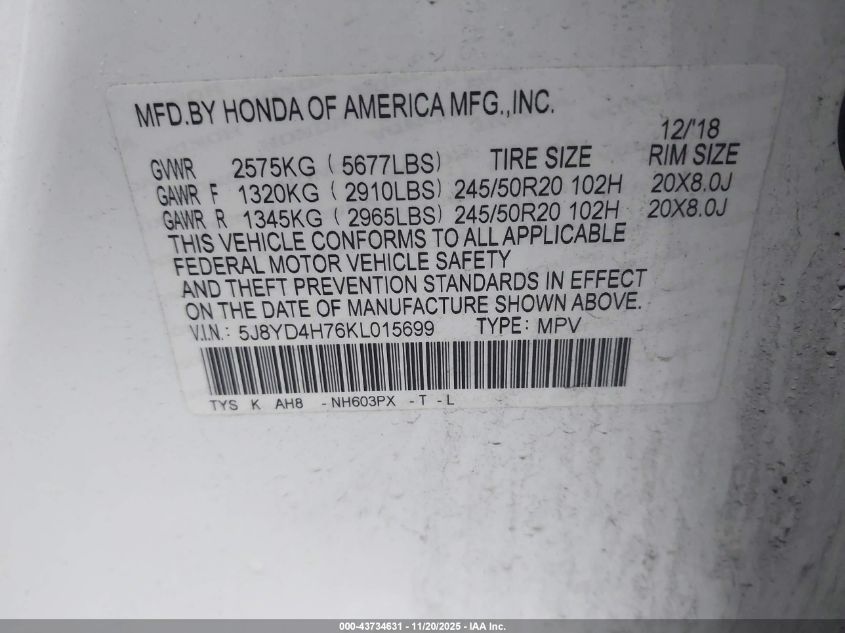 MFD.BY HONDA OF AMERICA MFG.,INC.
12/'18
GVWR 2575KG ( 5677LBS) TIRE SIZE RIM SIZE
GAWR F 1320KG ( 2910LBS) 245/50R20 102H 20X8.0J
GAWR R 1345KG ( 2965LBS) 245/50R20 102H 20X8.0J
THIS VEHICLE CONFORMS TO ALL APPLICABLE
FEDERAL MOTOR VEHICLE SAFETY
AND THEFT PREVENTION STANDARDS IN EFFECT
ON THE DATE OF MANUFACTURE SHOWN ABOVE.
V.I.N.: 5J8YD4H76KL015699 TYPE: MPV
TYS K AH8 -NH603PX -T -L
000-43734631 - 11/20/2025 - IAA Inc.